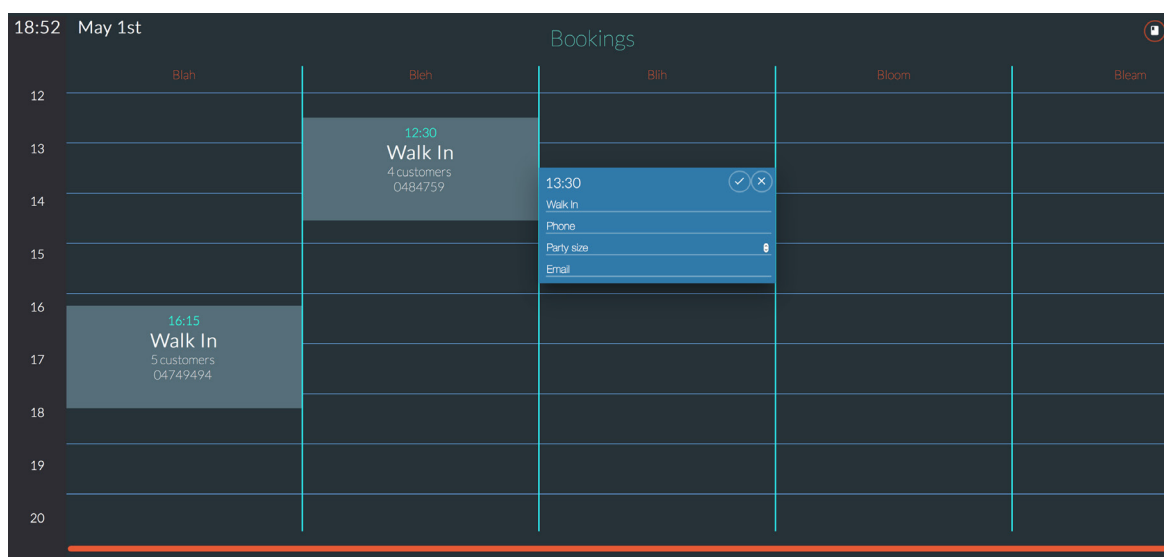 18:52 May 1st
Bookings
Blah Bleh Blih Bloom Bleam
12
12:30
13
Walk In
4 customers
0484759
13:30
14
Walk In
Phone
15
Party size
Email
16
16:15
Walk In
17
5 customers
04749494
18
19
20